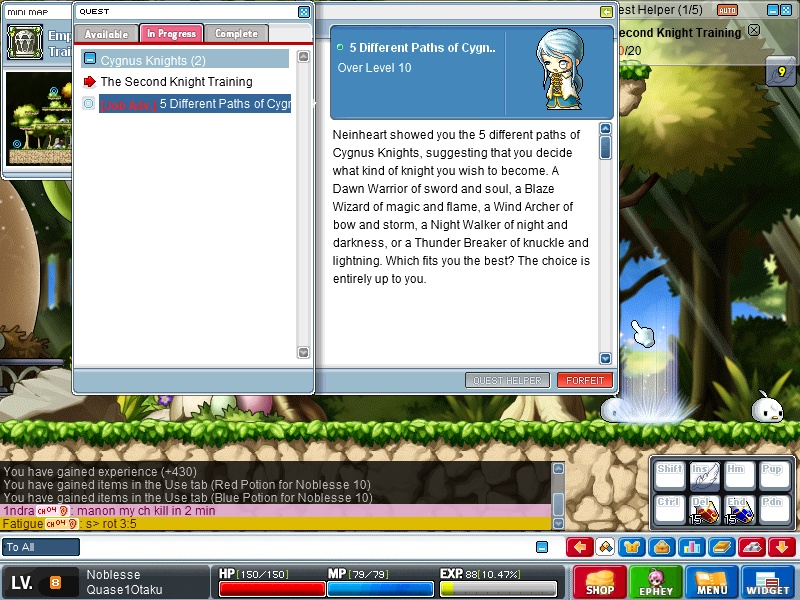 MINI MAP
Emp
Trai
QUEST
Available
In Progress
Complete
Cygnus Knights (2)
The Second Knight Training
[Job Adv.] 5 Different Paths of Cygn
5 Different Paths of Cygn..
Over Level 10
Neinheart showed you the 5 different paths of
Cygnus Knights, suggesting that you decide
what kind of knight you wish to become. A
Dawn Warrior of sword and soul, a Blaze
Wizard of magic and flame, a Wind Archer of
bow and storm, a Night Walker of night and
darkness, or a Thunder Breaker of knuckle and
lightning. Which fits you the best? The choice is
entirely up to you.
QUEST HELPER
FORFEIT
est Helper (1/5)
AUTO
econd Knight Training
0/20
9
You have gained experience (+430)
You have gained items in the Use tab (Red Potion for Noblesse 10)
You have gained items in the Use tab (Blue Potion for Noblesse 10)
1ndra CH 04 : manon my ch kill in 2 min
Fatigue CH 04 : s> rot 3:5
Shift Ins Hm Pup
Ctrl Del End Pdn
15 15
To All
LV. 8
Noblesse
Quase1Otaku
HP [150/150]
MP [79/79]
EXP. 88 [10.47%]
SHOP
EPHEY
MENU
WIDGET